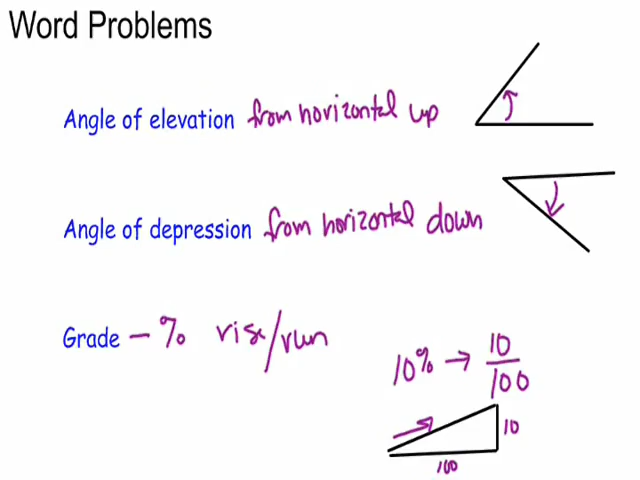 Word Problems
Angle of elevation from horizontal up
Angle of depression from horizontal down
Grade - % rise/run
10% → 10/100
10
100